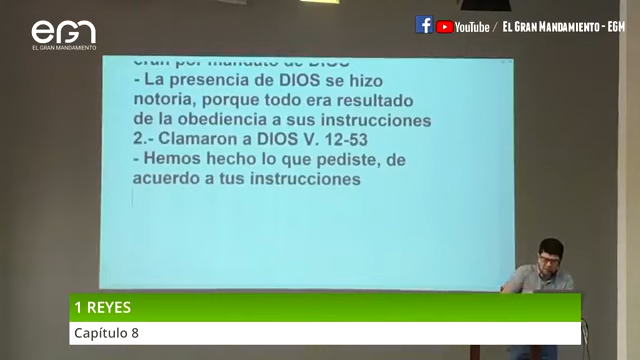 EGM
EL GRAN MANDAMIENTO
YouTube / EL GRAN MANDAMIENTO - EGM
eran por mandato de DIOS
- La presencia de DIOS se hizo
notoria, porque todo era resultado
de la obediencia a sus instrucciones
2.- Clamaron a DIOS V. 12-53
- Hemos hecho lo que pediste, de
acuerdo a tus instrucciones
1 REYES
Capítulo 8